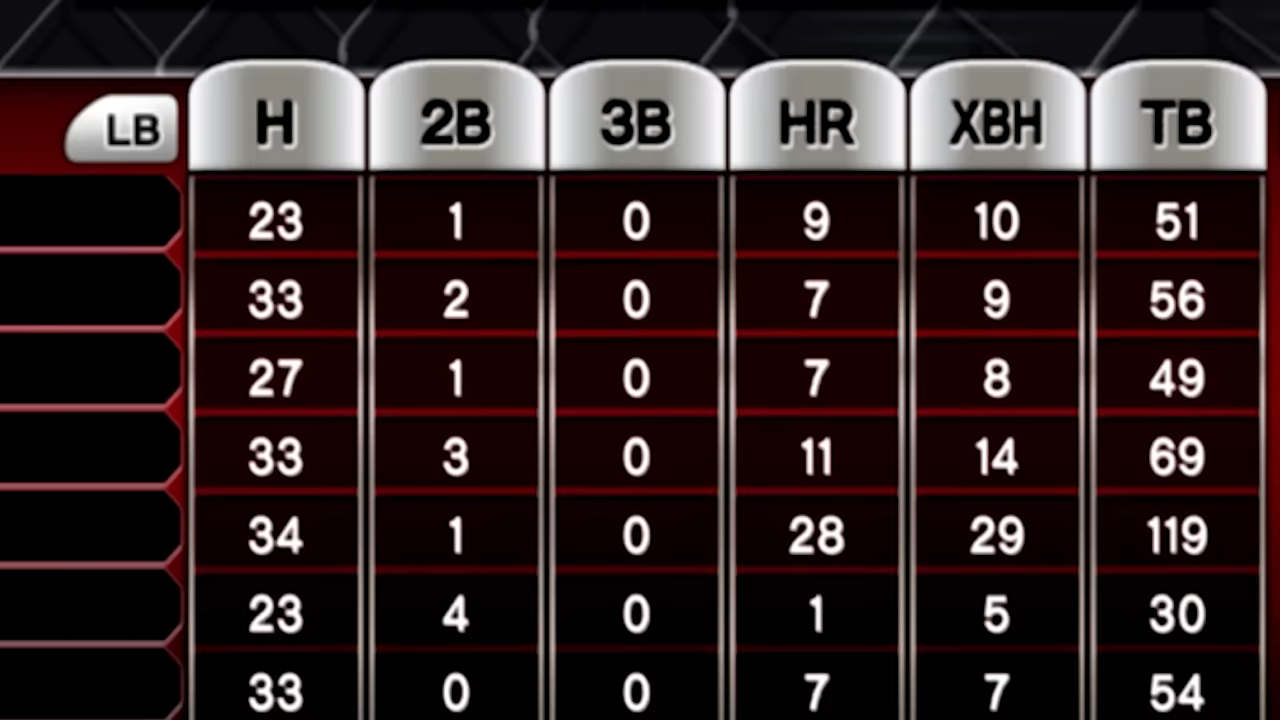 LB H 2B 3B HR XBH TB
23 1 0 9 10 51
33 2 0 7 9 56
27 1 0 7 8 49
33 3 0 11 14 69
34 1 0 28 29 119
23 4 0 1 5 30
33 0 0 7 7 54